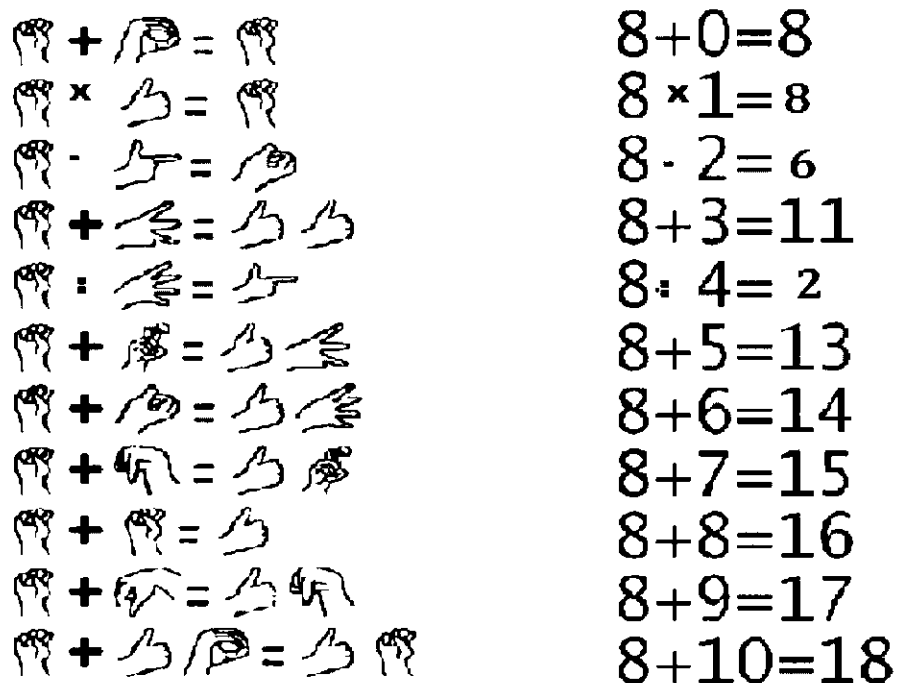 8+0=8
8 x 1= 8
8 - 2= 6
8+3=11
8 : 4= 2
8+5=13
8+6=14
8+7=15
8+8=16
8+9=17
8+10=18